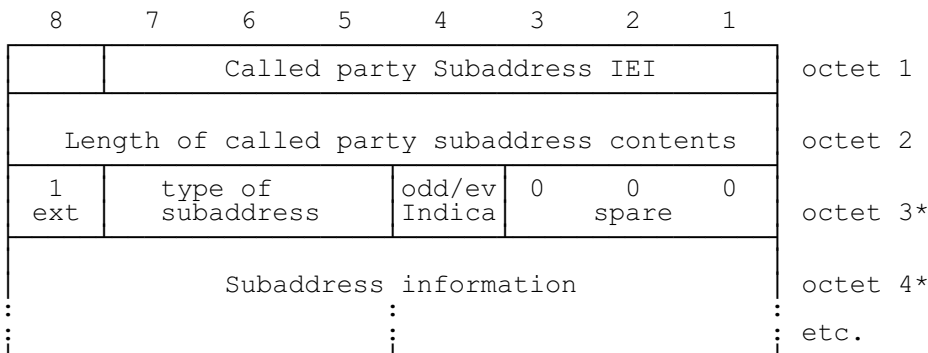 8 7 6 5 4 3 2 1
Called party Subaddress IEI octet 1
Length of called party subaddress contents octet 2
1 type of odd/ev 0 0 0
ext subaddress Indica spare octet 3*
Subaddress information octet 4*
: : :
: : etc.